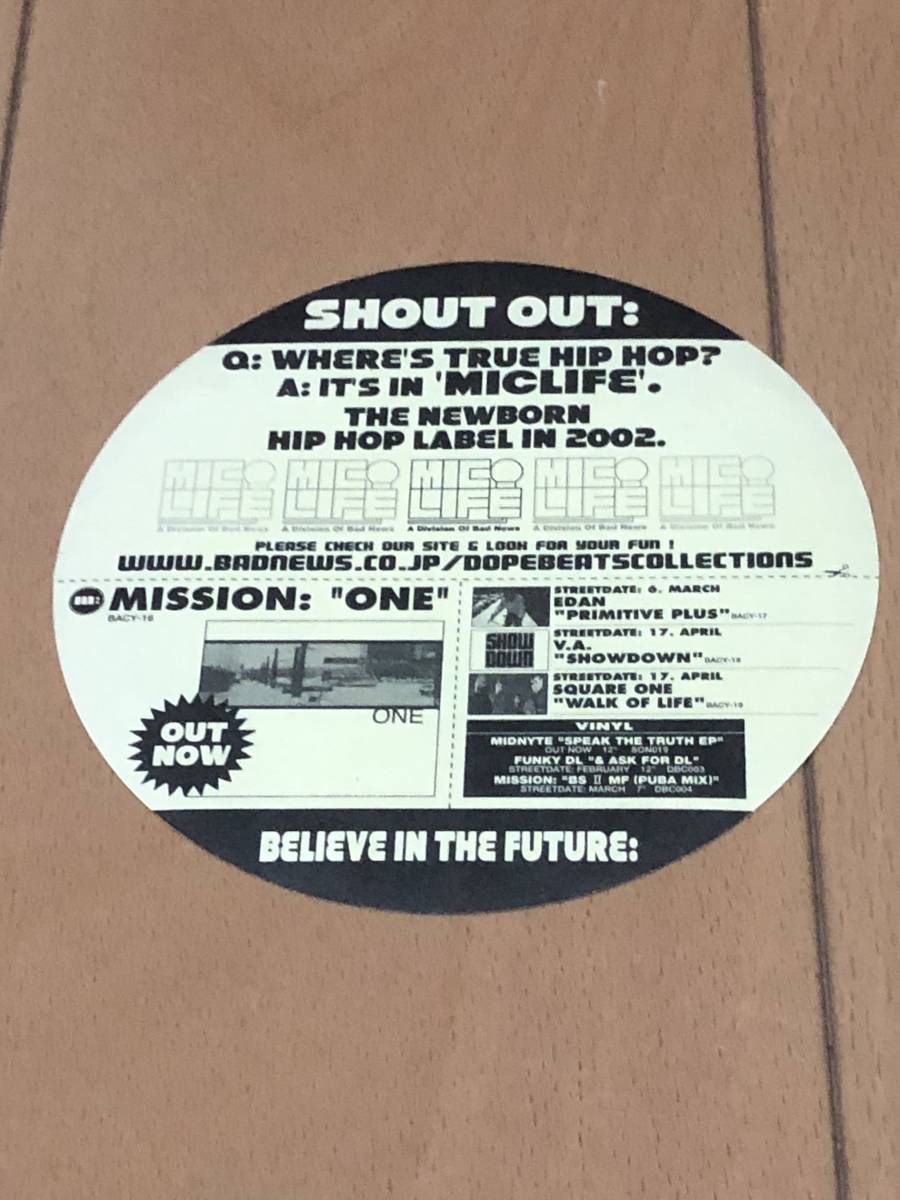 SHOUT OUT:
Q: WHERE'S TRUE HIP HOP?
A: IT'S IN 'MICLIFE'.
THE NEWBORN
HIP HOP LABEL IN 2002.
MIC LIFE MIC LIFE MIC LIFE MIC LIFE MIC LIFE
A Division Of Bad News A Division Of Bad News A Division Of Bad News A Division Of Bad News A Division Of Bad News
PLEASE CHECK OUR SITE & LOOK FOR YOUR FUN !
WWW.BADNEWS.CO.JP/DOPEBEATSCOLLECTIONS
MISSION: "ONE"
BACY-16
ONE
OUT
NOW
STREETDATE: 6. MARCH
EDAN
"PRIMITIVE PLUS" BACY-17
SHOW
DOWN
STREETDATE: 17. APRIL
V.A.
"SHOWDOWN" BACY-18
STREETDATE: 17. APRIL
SQUARE ONE
"WALK OF LIFE" BACY-19
VINYL
MIDNYTE "SPEAK THE TRUTH EP"
OUT NOW 12" SON019
FUNKY DL "& ASK FOR DL"
STREETDATE: FEBRUARY 12" DBC003
MISSION: "BS II MF (PUBA MIX)"
STREETDATE: MARCH 7" DBC004
BELIEVE IN THE FUTURE: